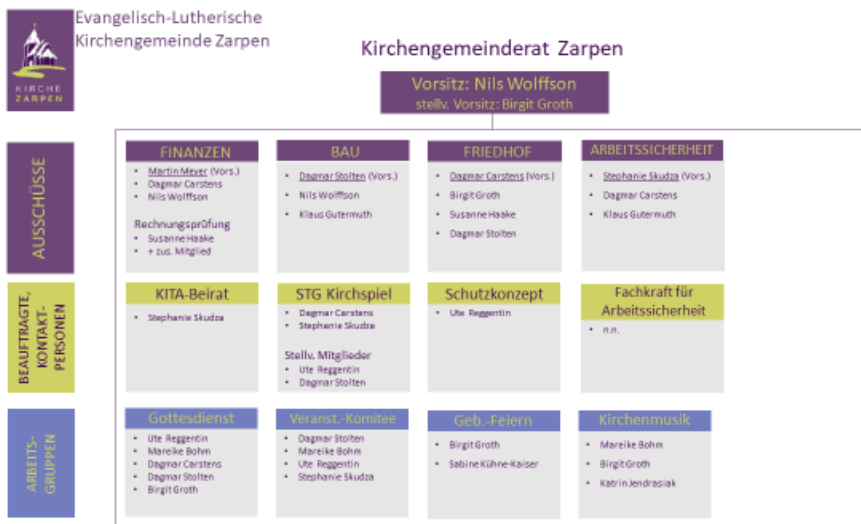 Evangelisch-Lutherische
Kirchengemeinde Zarpen
KIRCHE
ZARPEN
Kirchengemeinderat Zarpen
Vorsitz: Nils Wolffson
stellv. Vorsitz: Birgit Groth
AUSSCHÜSSE
FINANZEN
• Martin Meyer (Vors.)
• Dagmar Carstens
• Nils Wolffson
Rechnungsprüfung
• Susanne Haake
• + zus. Mitglied
BAU
• Dagmar Stolten (Vors.)
• Nils Wolffson
• Klaus Gutermuth
FRIEDHOF
• Dagmar Carstens (Vors.)
• Birgit Groth
• Susanne Haake
• Dagmar Stolten
ARBEITSSICHERHEIT
• Stephanie Skudza (Vors.)
• Dagmar Carstens
• Klaus Gutermuth
BEAUFTRAGTE,
KONTAKT-
PERSONEN
KITA-Beirat
• Stephanie Skudza
STG Kirchspiel
• Dagmar Carstens
• Stephanie Skudza
Stellv. Mitglieder
• Ute Reggentin
• Dagmar Stolten
Schutzkonzept
• Ute Reggentin
Fachkraft für
Arbeitssicherheit
• n.n.
ARBEITS-
GRUPPEN
Gottesdienst
• Ute Reggentin
• Mareike Bohm
• Dagmar Carstens
• Dagmar Stolten
• Birgit Groth
Veranst.-Komitee
• Dagmar Stolten
• Mareike Bohm
• Ute Reggentin
• Stephanie Skudza
Geb.-Feiern
• Birgit Groth
• Sabine Kühne-Kaiser
Kirchenmusik
• Mareike Bohm
• Birgit Groth
• Katrin Jendrasiak